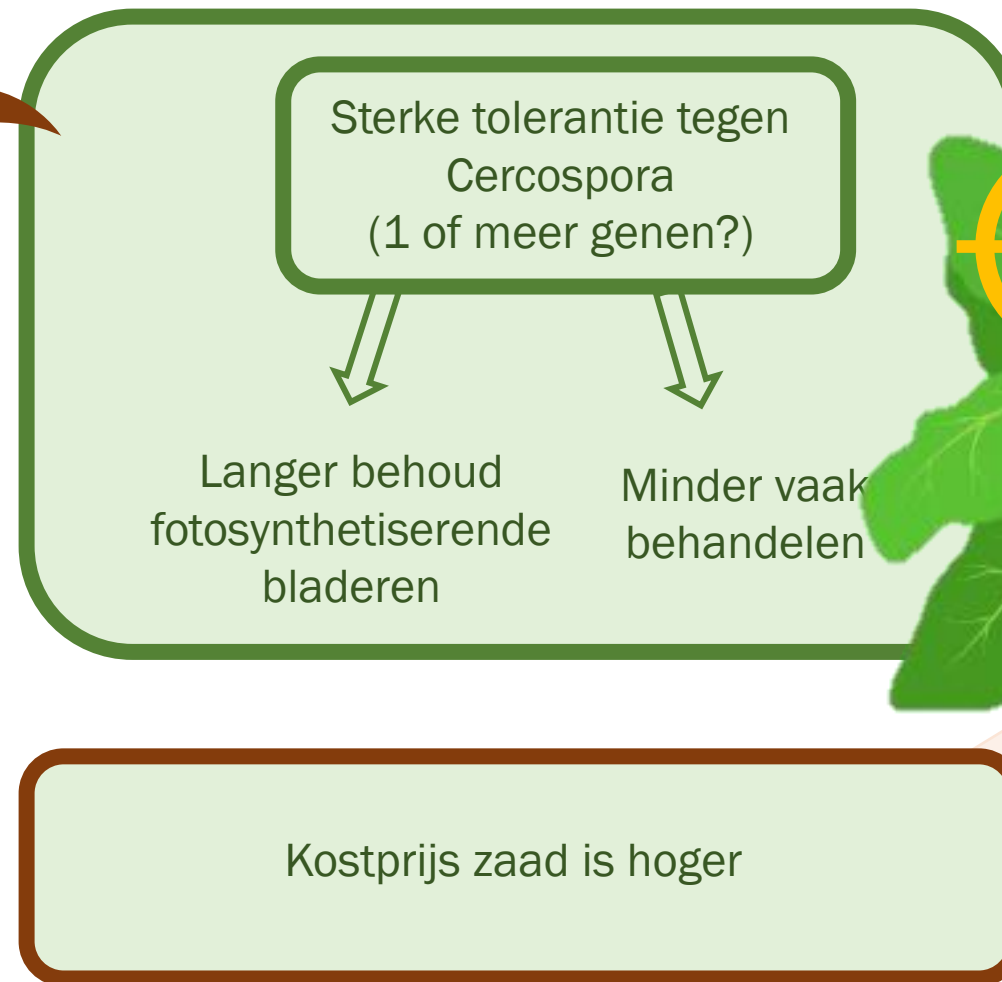 Sterke tolerantie tegen
Cercospora
(1 of meer genen?)
Langer behoud
fotosynthetiserende
bladeren
Minder vaak
behandelen
Kostprijs zaad is hoger